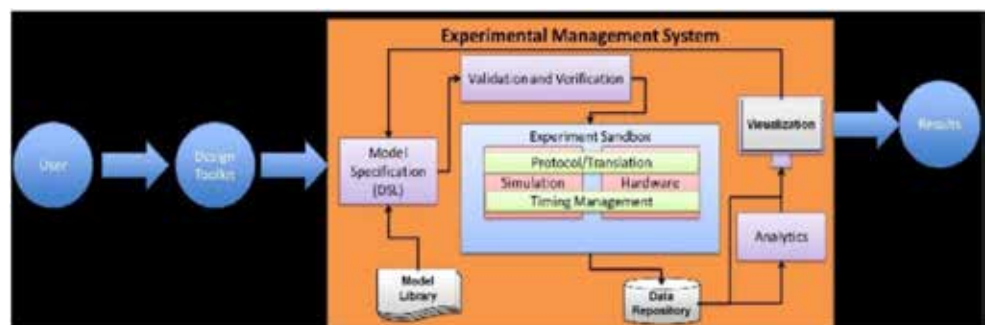 Experimental Management System
Validation and Verification
Visualization
Results
User
Design
Toolkit
Model
Specification
(DSL)
Experiment Sandbox
Protocol/Translation
Simulation
Hardware
Timing Management
Analytics
Model
Library
Data
Repository